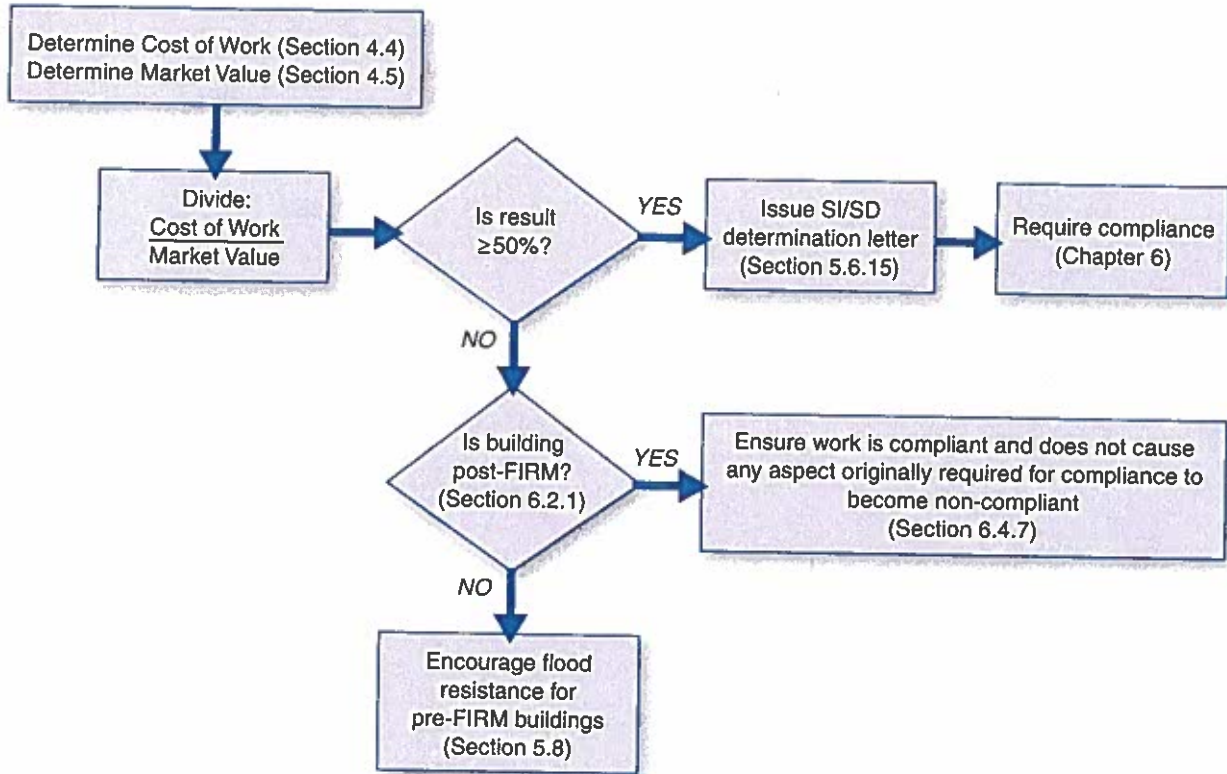 Determine Cost of Work (Section 4.4)
Determine Market Value (Section 4.5)
Divide:
Cost of Work
Market Value
Is result
≥50%?
YES
Issue SI/SD
determination letter
(Section 5.6.15)
Require compliance
(Chapter 6)
NO
Is building
post-FIRM?
(Section 6.2.1)
YES
Ensure work is compliant and does not cause
any aspect originally required for compliance to
become non-compliant
(Section 6.4.7)
NO
Encourage flood
resistance for
pre-FIRM buildings
(Section 5.8)